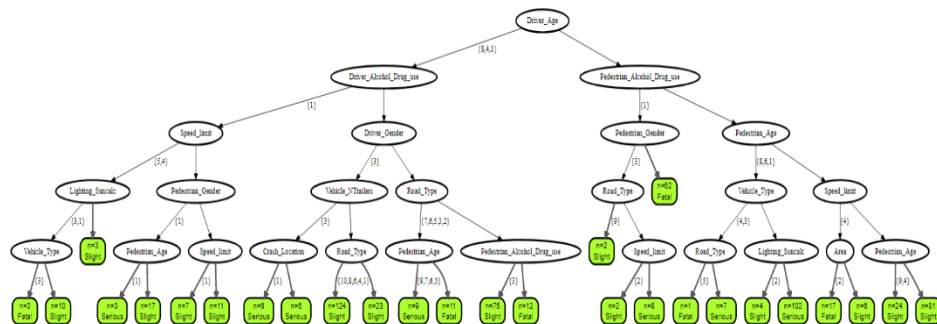 Driver_Age
{8,4,1}
Driver_Alcohol_Drug_use
Pedestrian_Alcohol_Drug_use
{1}
{1}
Speed_limit
Driver_Gender
Pedestrian_Gender
Pedestrian_Age
{5,4}
{3}
{3}
{8,6,1}
Lighting_Suncalc
Pedestrian_Gender
Vehicle_NTrailers
Road_Type
Road_Type
n=62
Fatal
Vehicle_Type
Speed_limit
{3,1}
{1}
{3}
{7,6,5,3,2}
{9}
{4,3}
{4}
Vehicle_Type
n=3
Slight
Pedestrian_Age
Speed_limit
Crash_Location
Road_Type
Pedestrian_Age
Pedestrian_Alcohol_Drug_use
n=2
Slight
Speed_limit
Road_Type
Lighting_Suncalc
Area
Pedestrian_Age
{3}
{1}
{1}
{1}
{10,8,6,4,1}
{9,7,6,5}
{3}
{2}
{5}
{2}
{2}
{9,4}
n=3
Fatal
n=10
Slight
n=3
Serious
n=17
Slight
n=7
Slight
n=11
Slight
n=6
Serious
Serious
n=124
Slight
n=23
Slight
n=9
Serious
n=11
Fatal
n=75
Slight
n=12
Fatal
n=2
Slight
n=8
Serious
n=1
Fatal
n=7
Serious
n=4
Slight
n=102
Serious
n=17
Fatal
n=6
Slight
n=24
Slight
n=81
Slight